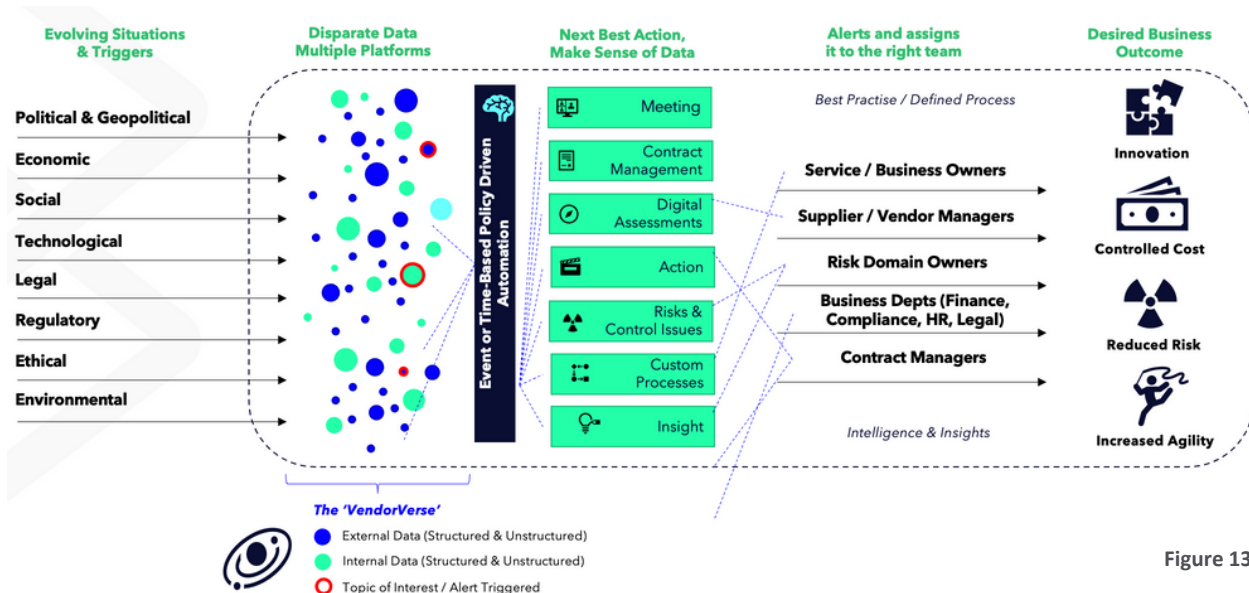 Evolving Situations
& Triggers
Disparate Data
Multiple Platforms
Next Best Action,
Make Sense of Data
Alerts and assigns
it to the right team
Desired Business
Outcome
Political & Geopolitical
Economic
Social
Technological
Legal
Regulatory
Ethical
Environmental
Event or Time-Based Policy Driven
Automation
Meeting
Contract
Management
Digital
Assessments
Action
Risks &
Control Issues
Custom
Processes
Insight
Best Practise / Defined Process
Service / Business Owners
Supplier / Vendor Managers
Risk Domain Owners
Business Depts (Finance,
Compliance, HR, Legal)
Contract Managers
Intelligence & Insights
Innovation
Controlled Cost
Reduced Risk
Increased Agility
The 'VendorVerse'
External Data (Structured & Unstructured)
Internal Data (Structured & Unstructured)
Topic of Interest / Alert Triggered
Figure 13